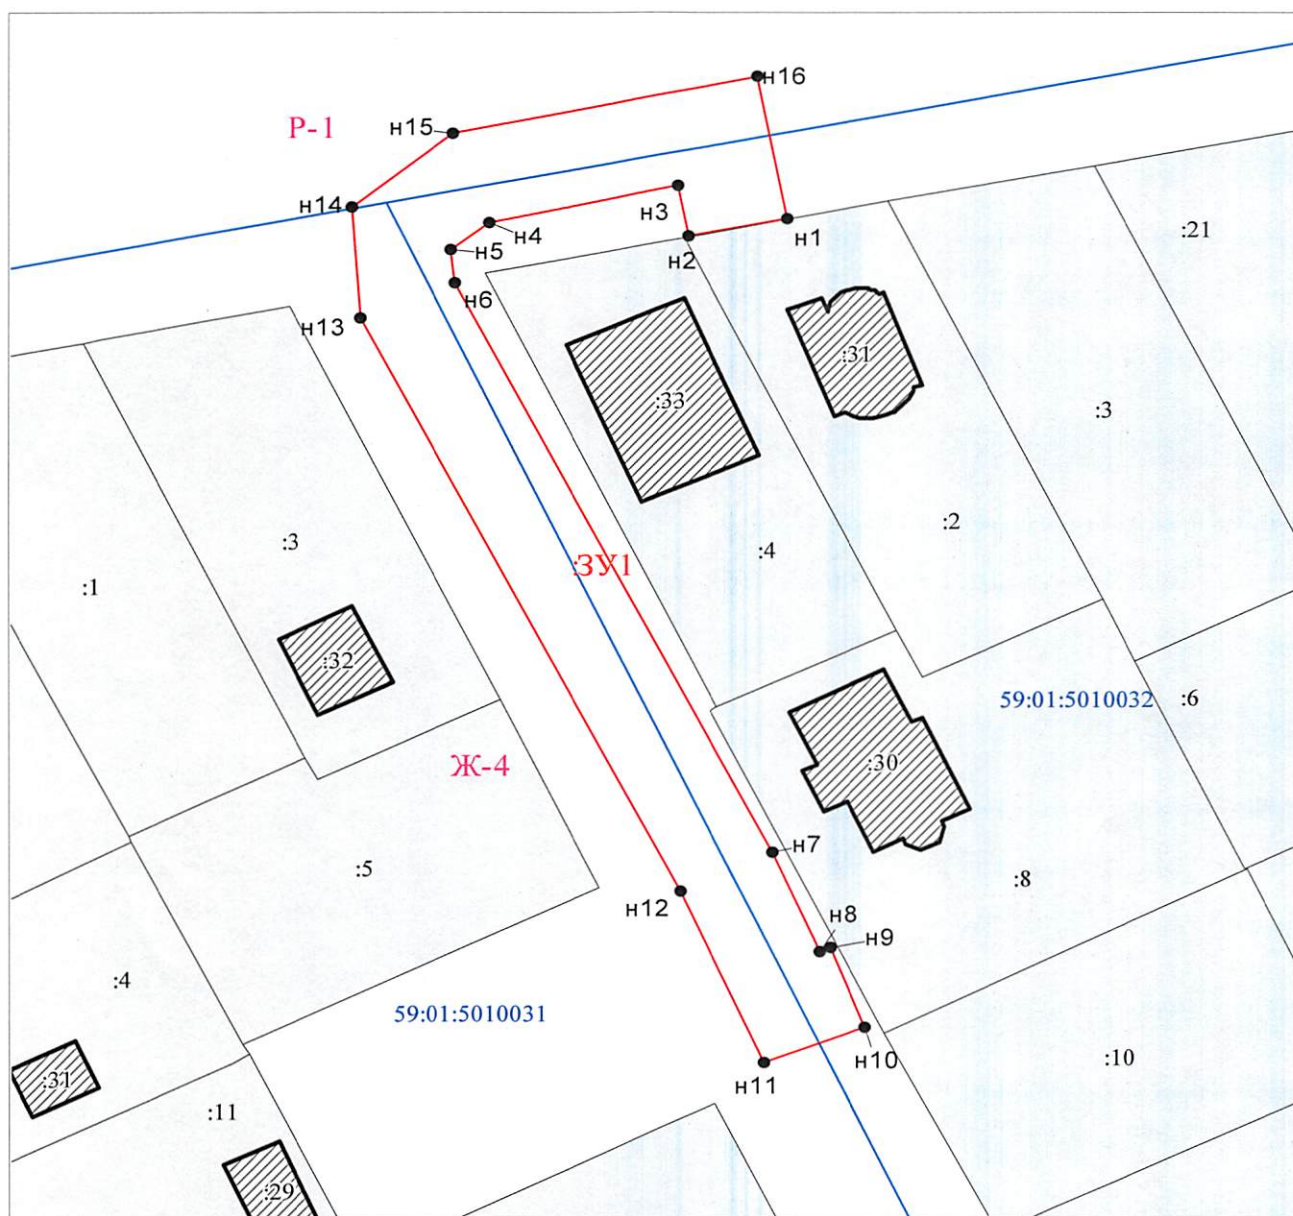 н16
Р-1
н15
н14
н3
н1
н4
н2
:21
н5
н6
н13
:31
:33
:3
:3
:2
:1
:4
:ЗУ1
:32
59:01:5010032
:6
Ж-4
:30
н7
:5
:8
н12
н8
н9
:4
59:01:5010031
н10
:10
н11
:31
:11
:29